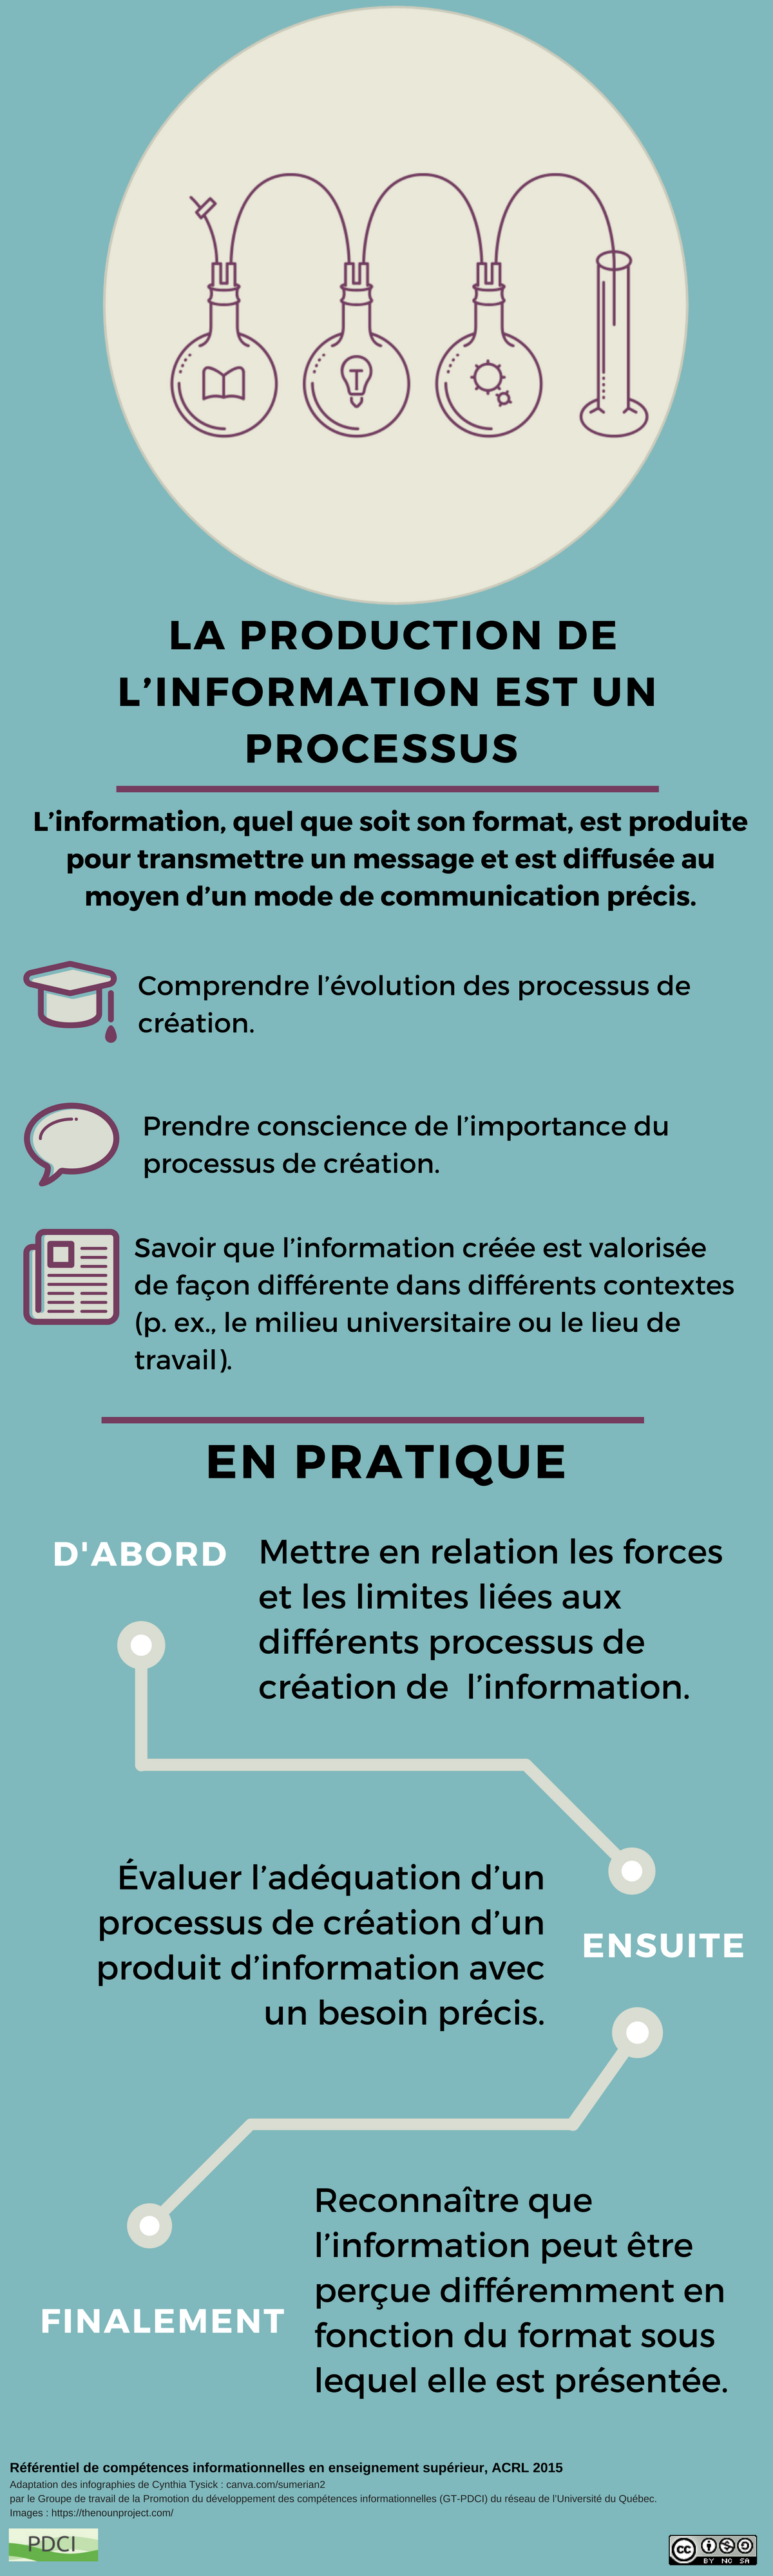 LA PRODUCTION DE
L’INFORMATION EST UN
PROCESSUS
L’information, quel que soit son format, est produite
pour transmettre un message et est diffusée au
moyen d’un mode de communication précis.
Comprendre l’évolution des processus de
création.
Prendre conscience de l’importance du
processus de création.
Savoir que l’information créée est valorisée
de façon différente dans différents contextes
(p. ex., le milieu universitaire ou le lieu de
travail).
EN PRATIQUE
D'ABORD
Mettre en relation les forces
et les limites liées aux
différents processus de
création de l’information.
Évaluer l’adéquation d’un
processus de création d’un
produit d’information avec
un besoin précis.
ENSUITE
Reconnaître que
l’information peut être
perçue différemment en
fonction du format sous
lequel elle est présentée.
FINALEMENT
Référentiel de compétences informationnelles en enseignement supérieur, ACRL 2015
Adaptation des infographies de Cynthia Tysick : canva.com/sumerian2
par le Groupe de travail de la Promotion du développement des compétences informationnelles (GT-PDCI) du réseau de l’Université du Québec.
Images : https://thenounproject.com/
PDCI
cc BY NC SA